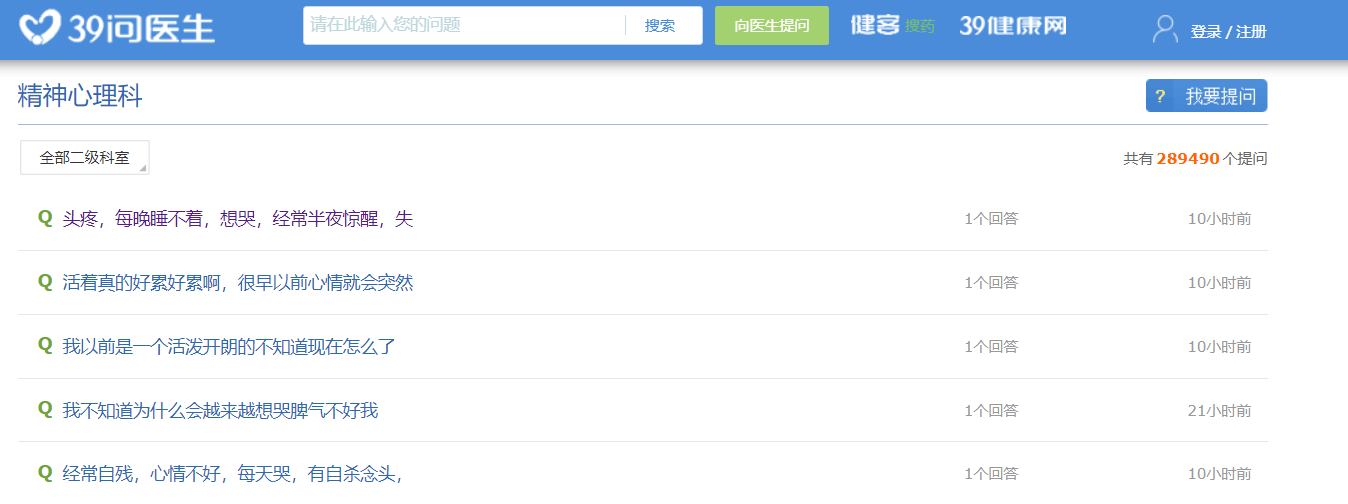 39问医生 请在此输入您的问题 搜索 向医生提问 健客 搜药 39健康网 登录 / 注册
精神心理科 ? 我要提问
全部二级科室 共有 289490 个提问
Q 头疼，每晚睡不着，想哭，经常半夜惊醒，失 1个回答 10小时前
Q 活着真的好累好累啊，很早以前心情就会突然 1个回答 10小时前
Q 我以前是一个活泼开朗的不知道现在怎么了 1个回答 10小时前
Q 我不知道为什么会越来越想哭脾气不好我 1个回答 21小时前
Q 经常自残，心情不好，每天哭，有自杀念头， 1个回答 10小时前